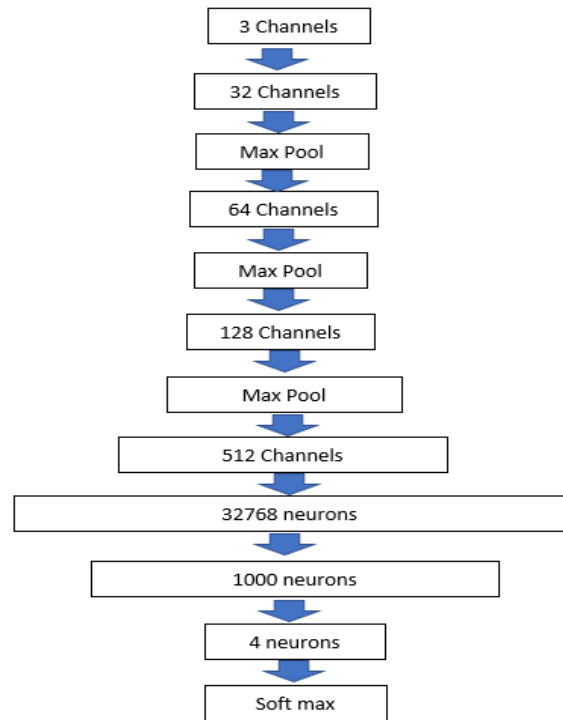 3 Channels
32 Channels
Max Pool
64 Channels
Max Pool
128 Channels
Max Pool
512 Channels
32768 neurons
1000 neurons
4 neurons
Soft max